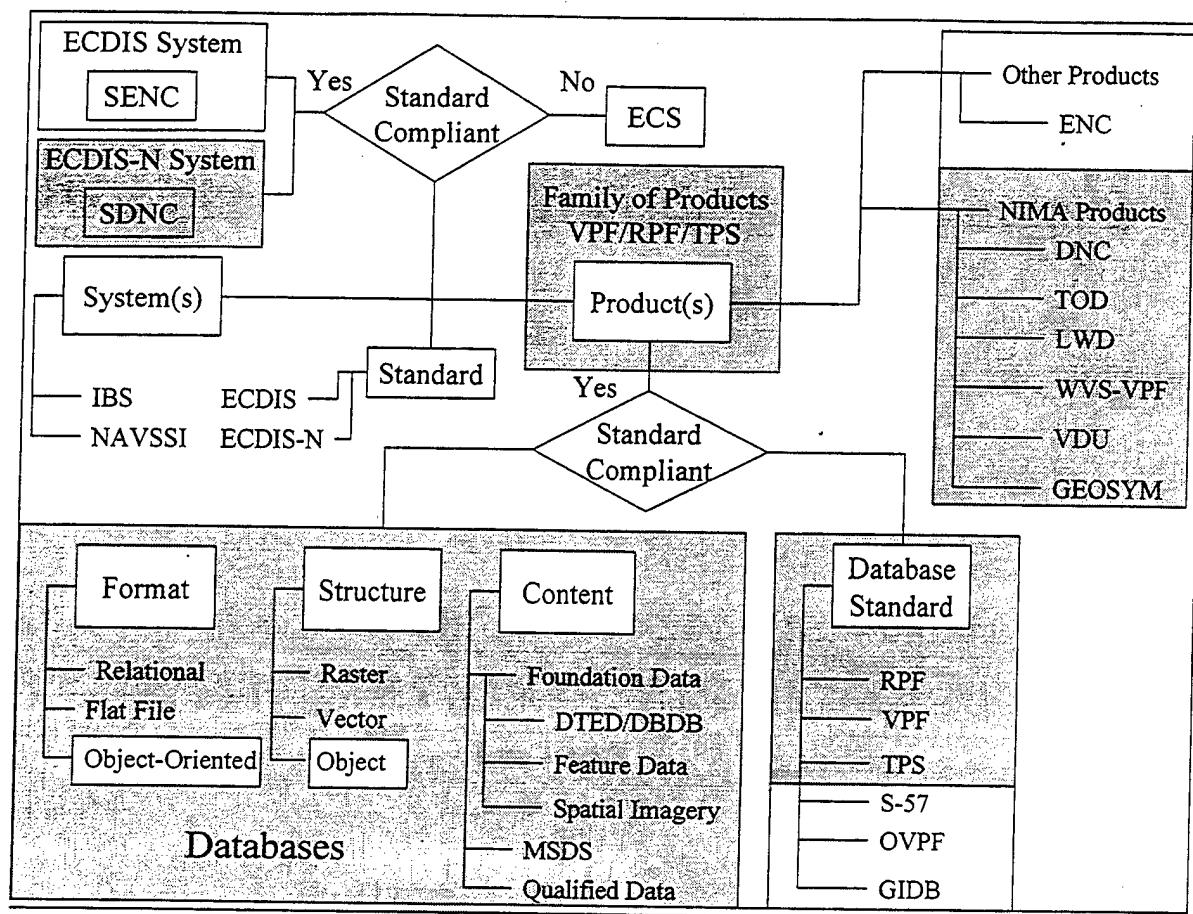 ECDIS System
SENC
ECDIS-N System
SDNC
Yes
Standard
Compliant
No
ECS
Other Products
ENC
Family of Products
VPF/RPF/TPS
Product(s)
NIMA Products
DNC
TOD
LWD
WVS-VPF
VDU
GEOSYM
System(s)
IBS
NAVSSI
Standard
ECDIS
ECDIS-N
Yes
Standard
Compliant
Format
Relational
Flat File
Object-Oriented
Structure
Raster
Vector
Object
Content
Foundation Data
DTED/DBDB
Feature Data
Spatial Imagery
MSDS
Qualified Data
Databases
Database
Standard
RPF
VPF
TPS
S-57
OVPF
GIDB